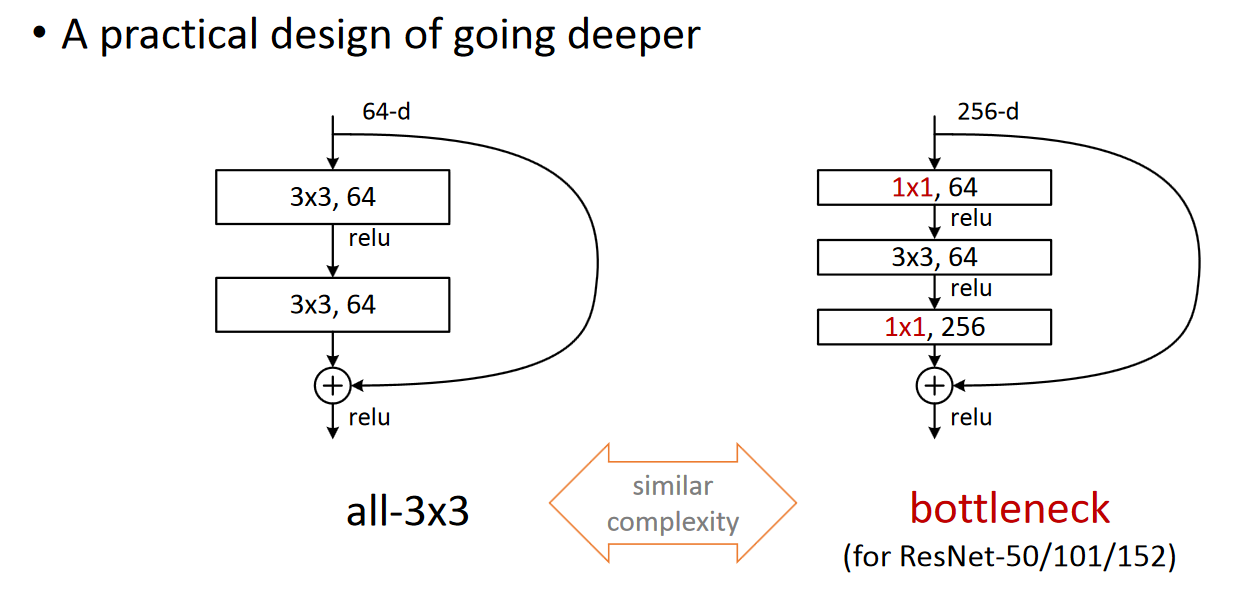 • A practical design of going deeper
64-d
3x3, 64
relu
3x3, 64
relu
all-3x3
similar
complexity
256-d
1x1, 64
relu
3x3, 64
relu
1x1, 256
relu
bottleneck
(for ResNet-50/101/152)